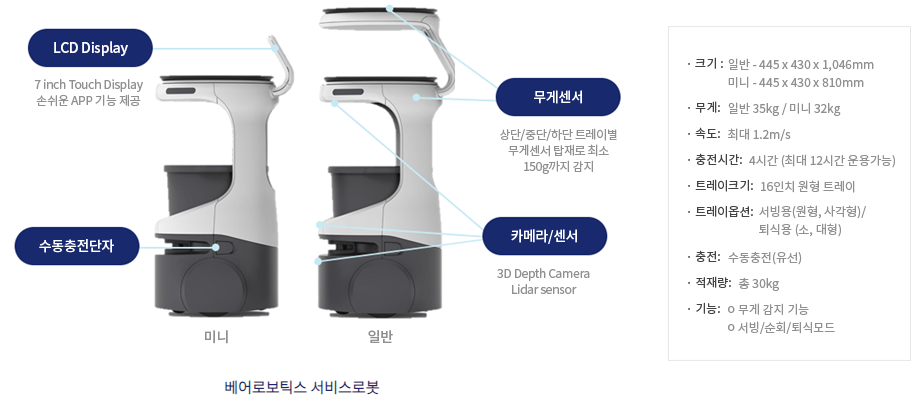 LCD Display
7 inch Touch Display
손쉬운 APP 기능 제공
수동충전단자
무게센서
상단/중단/하단 트레이별
무게센서 탑재로 최소
150g까지 감지
카메라/센서
3D Depth Camera
Lidar sensor
미니
일반
베어로보틱스 서비스로봇
· 크기 : 일반 - 445 x 430 x 1,046mm
미니 - 445 x 430 x 810mm
· 무게: 일반 35kg / 미니 32kg
· 속도: 최대 1.2m/s
· 충전시간: 4시간 (최대 12시간 운용가능)
· 트레이크기: 16인치 원형 트레이
· 트레이옵션: 서빙용(원형, 사각형)/
퇴식용 (소, 대형)
· 충전: 수동충전(유선)
· 적재량: 총 30kg
· 기능: o 무게 감지 기능
o 서빙/순회/퇴식모드